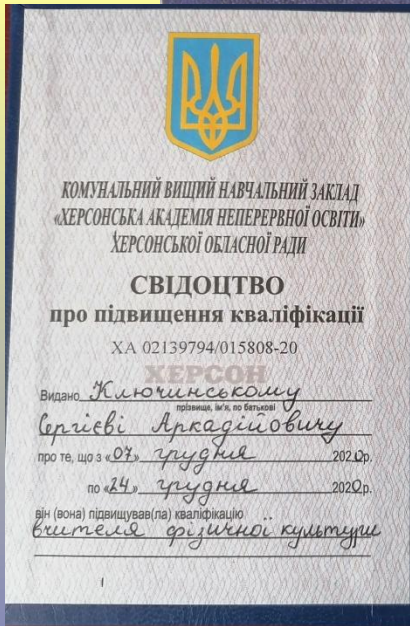 КОМУНАЛЬНИЙ ВИЩИЙ НАВЧАЛЬНИЙ ЗАКЛАД
«ХЕРСОНСЬКА АКАДЕМІЯ НЕПЕРЕРВНОЇ ОСВІТИ»
ХЕРСОНСЬКОЇ ОБЛАСНОЇ РАДИ
СВІДОЦТВО
про підвищення кваліфікації
ХА 02139794/015808-20
ХЕРСОН
Видано Ключинському
прізвище, ім'я, по батькові
Сергієві Аркадійовичу
про те, що з «07» грудня 2020р.
по «24» грудня 2020р.
він (вона) підвищував(ла) кваліфікацію
вчителя фізичної культури